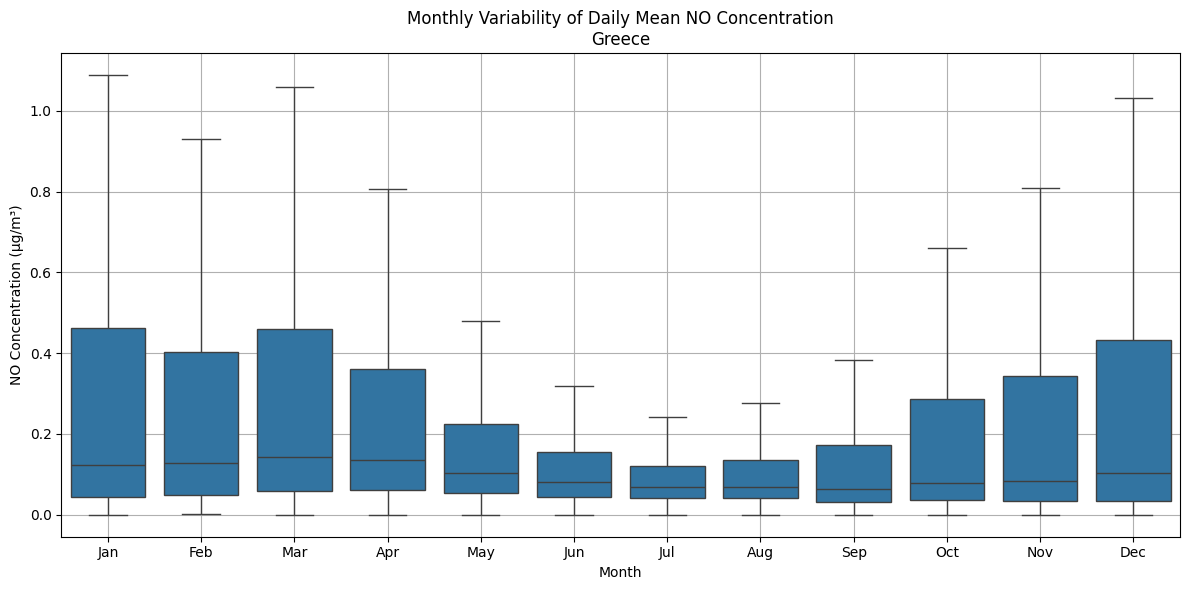 Monthly Variability of Daily Mean NO Concentration
Greece
NO Concentration (µg/m³)
1.0
0.8
0.6
0.4
0.2
0.0
Jan Feb Mar Apr May Jun Jul Aug Sep Oct Nov Dec
Month